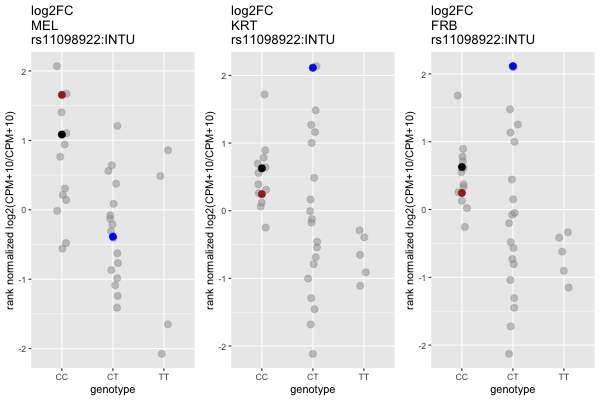 log2FC
MEL
rs11098922:INTU
rank normalized log2(CPM+10/CPM+10)
2
1
0
-1
-2
CC
CT
TT
genotype
log2FC
KRT
rs11098922:INTU
rank normalized log2(CPM+10/CPM+10)
2
1
0
-1
-2
CC
CT
TT
genotype
log2FC
FRB
rs11098922:INTU
rank normalized log2(CPM+10/CPM+10)
2
1
0
-1
-2
CC
CT
TT
genotype